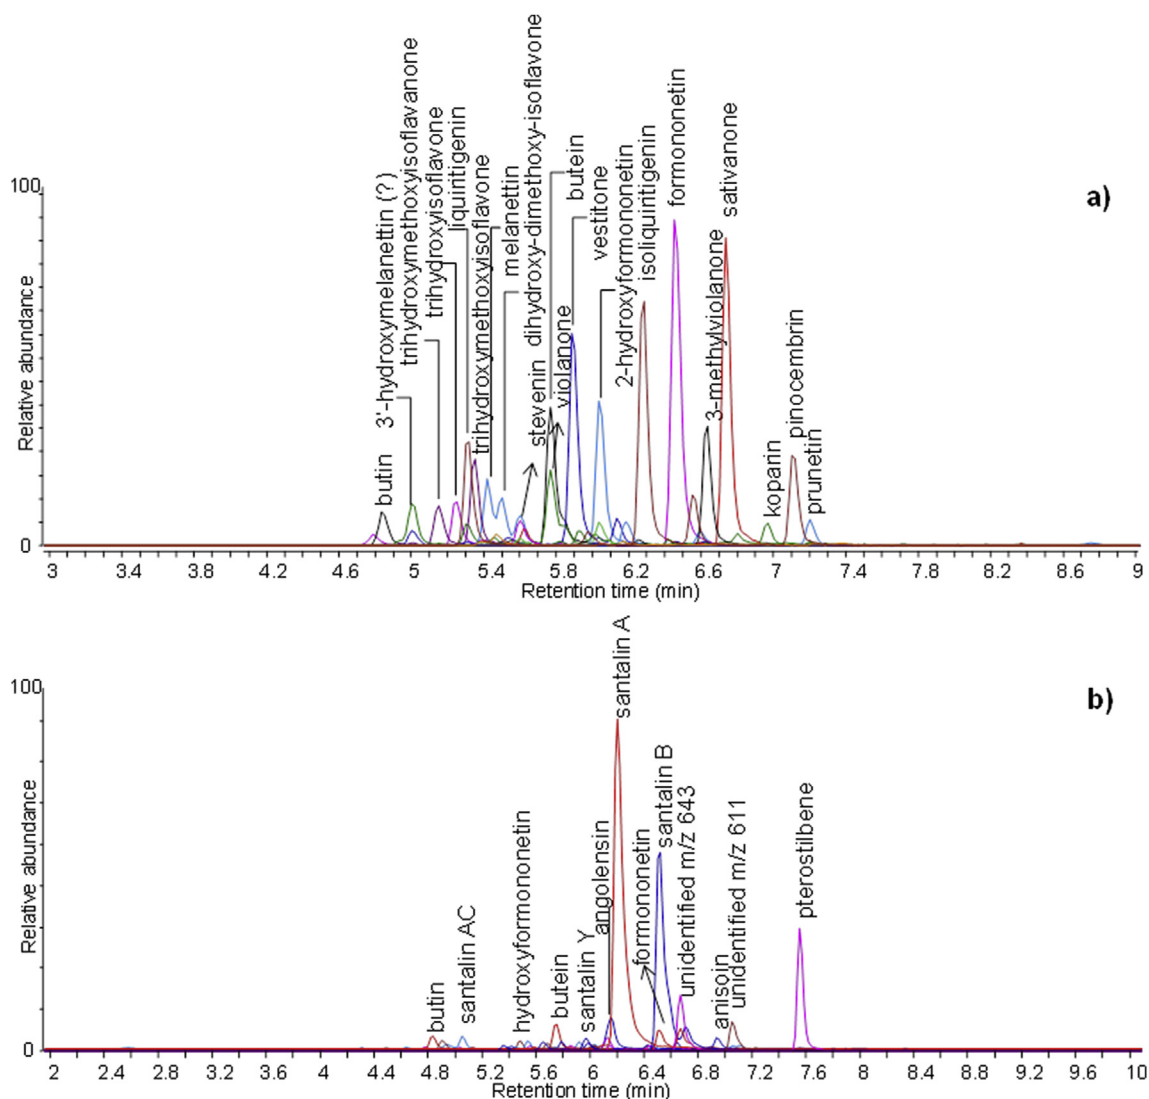 a)
100
Relative abundance
0
butin
3'-hydroxymelanettin (?)
trihydroxymethoxyisoflavanone
trihydroxyisoflavone
liquiritigenin
trihydroxymethoxyisoflavone
melanettin
stevenin
dihydroxy-dimethoxy-isoflavone
violanone
butein
vestitone
2-hydroxyformononetin
isoliquiritigenin
formononetin
3-methylviolanone
sativanone
koparin
pinocembrin
prunetin
3 3.4 3.8 4.2 4.6 5 5.4 5.8 6.2 6.6 7 7.4 7.8 8.2 8.6 9
Retention time (min)
b)
100
Relative abundance
0
butin
santalin AC
hydroxyformononetin
butein
santalin Y
angolensin
santalin A
formononetin
santalin B
unidentified m/z 643
anisoin
unidentified m/z 611
pterostilbene
2 2.4 2.8 3.2 3.6 4 4.4 4.8 5.2 5.6 6 6.4 6.8 7.2 7.6 8 8.4 8.8 9.2 9.6 10
Retention time (min)